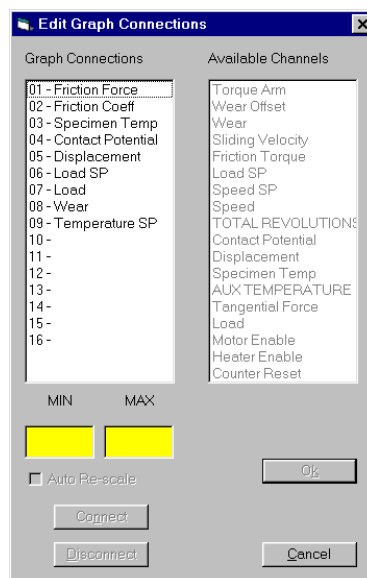 Edit Graph Connections
Graph Connections
01 - Friction Force
02 - Friction Coeff
03 - Specimen Temp
04 - Contact Potential
05 - Displacement
06 - Load SP
07 - Load
08 - Wear
09 - Temperature SP
10 -
11 -
12 -
13 -
14 -
15 -
16 -
Available Channels
Torque Arm
Wear Offset
Wear
Sliding Velocity
Friction Torque
Load SP
Speed SP
Speed
TOTAL REVOLUTIONS
Contact Potential
Displacement
Specimen Temp
AUX TEMPERATURE
Tangential Force
Load
Motor Enable
Heater Enable
Counter Reset
MIN MAX
Auto Re-scale
Ok
Connect
Disconnect
Cancel